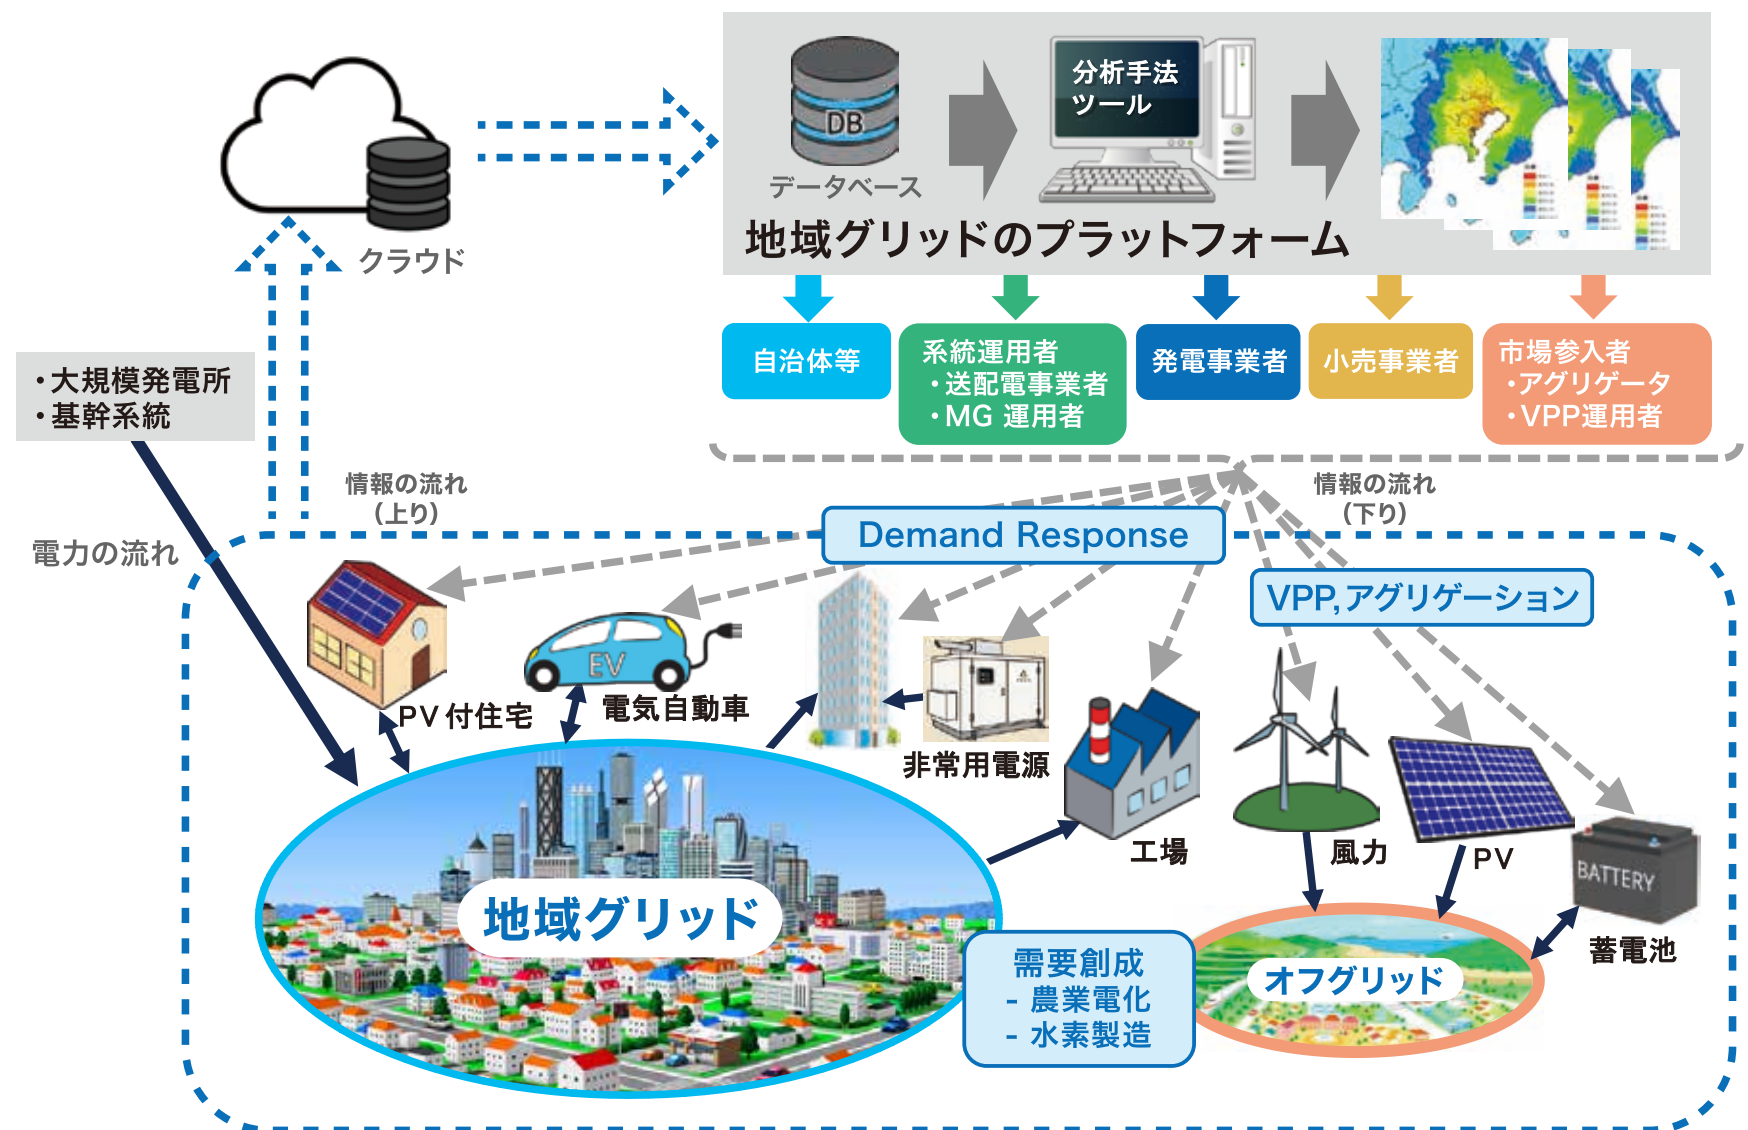 分析手法
ツール
DB
データベース
地域グリッドのプラットフォーム
クラウド
自治体等
系統運用者
・送配電事業者
・MG 運用者
発電事業者
小売事業者
市場参入者
・アグリゲータ
・VPP運用者
・大規模発電所
・基幹系統
情報の流れ
（上り）
情報の流れ
（下り）
電力の流れ
Demand Response
VPP,アグリゲーション
EV
PV 付住宅
電気自動車
非常用電源
工場
風力
PV
BATTERY
蓄電池
地域グリッド
需要創成
- 農業電化
- 水素製造
オフグリッド